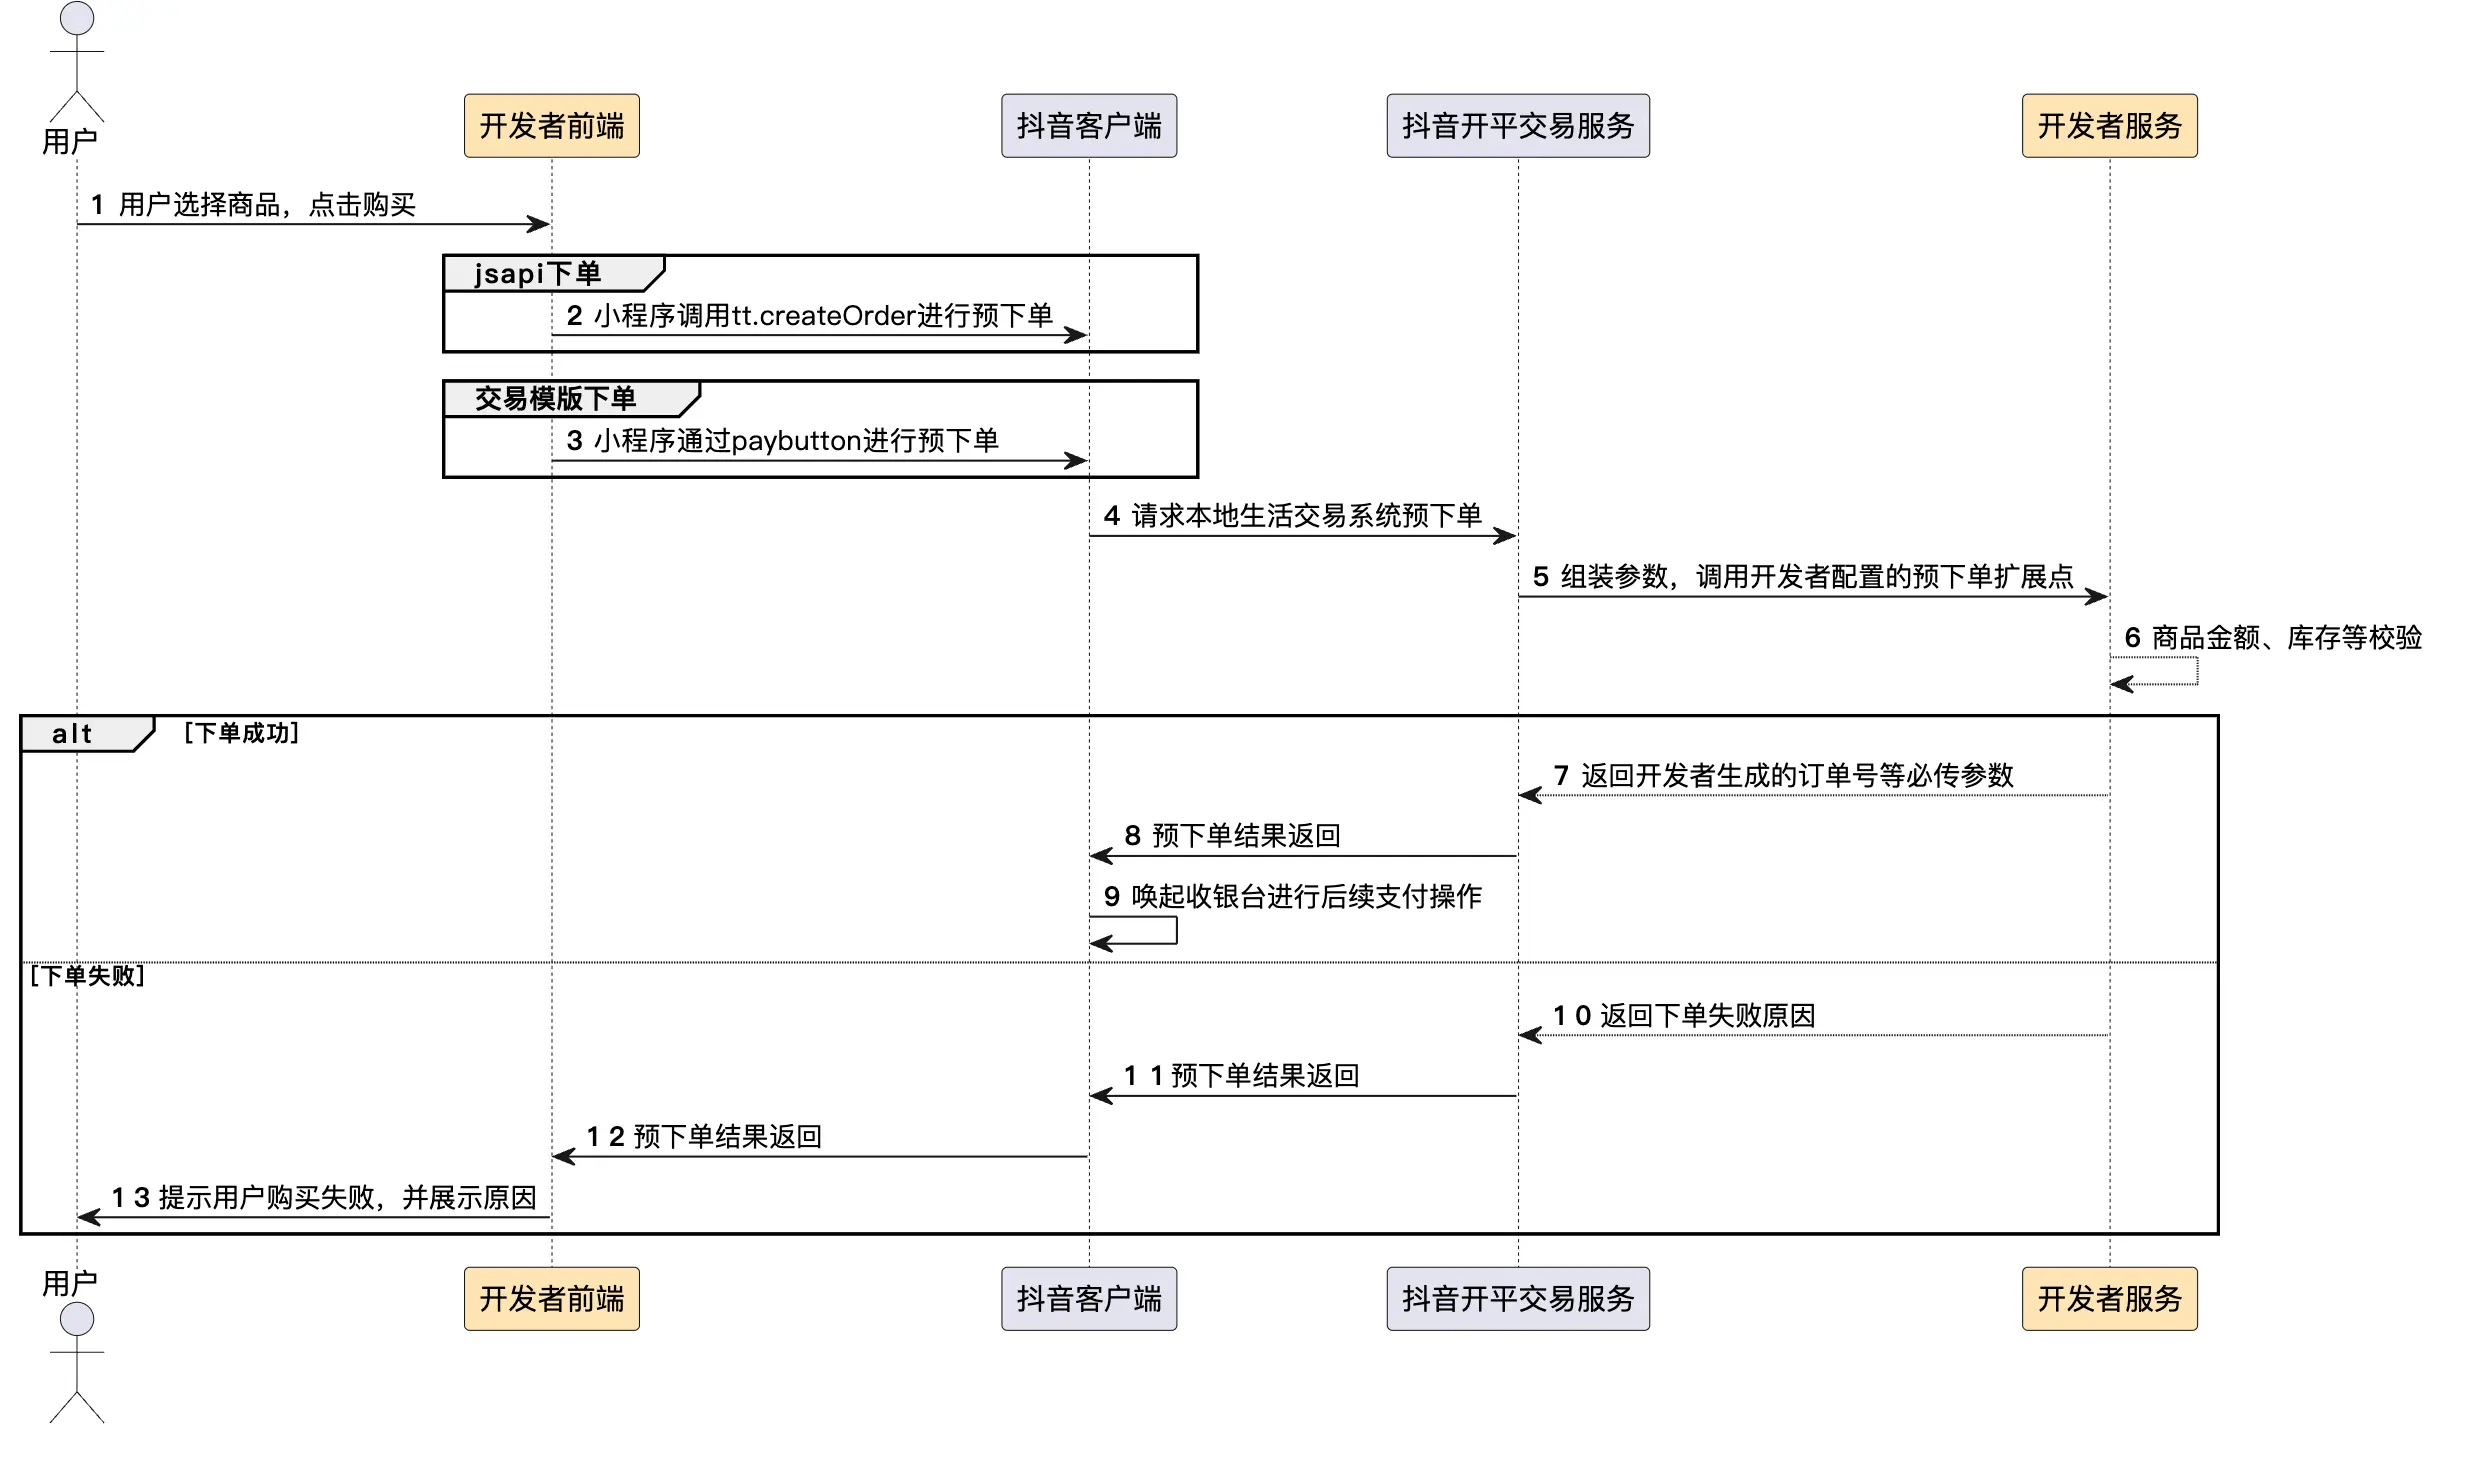 用户
开发者前端
抖音客户端
抖音开平交易服务
开发者服务
1 用户选择商品，点击购买
jsapi下单
2 小程序调用tt.createOrder进行预下单
交易模版下单
3 小程序通过paybutton进行预下单
4 请求本地生活交易系统预下单
5 组装参数，调用开发者配置的预下单扩展点
6 商品金额、库存等校验
alt [下单成功]
7 返回开发者生成的订单号等必传参数
8 预下单结果返回
9 唤起收银台进行后续支付操作
[下单失败]
10 返回下单失败原因
11 预下单结果返回
12 预下单结果返回
13 提示用户购买失败，并展示原因
用户
开发者前端
抖音客户端
抖音开平交易服务
开发者服务